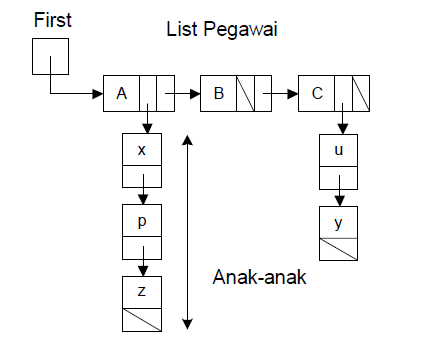 First
List Pegawai
A B C
x u
p y
z
Anak-anak